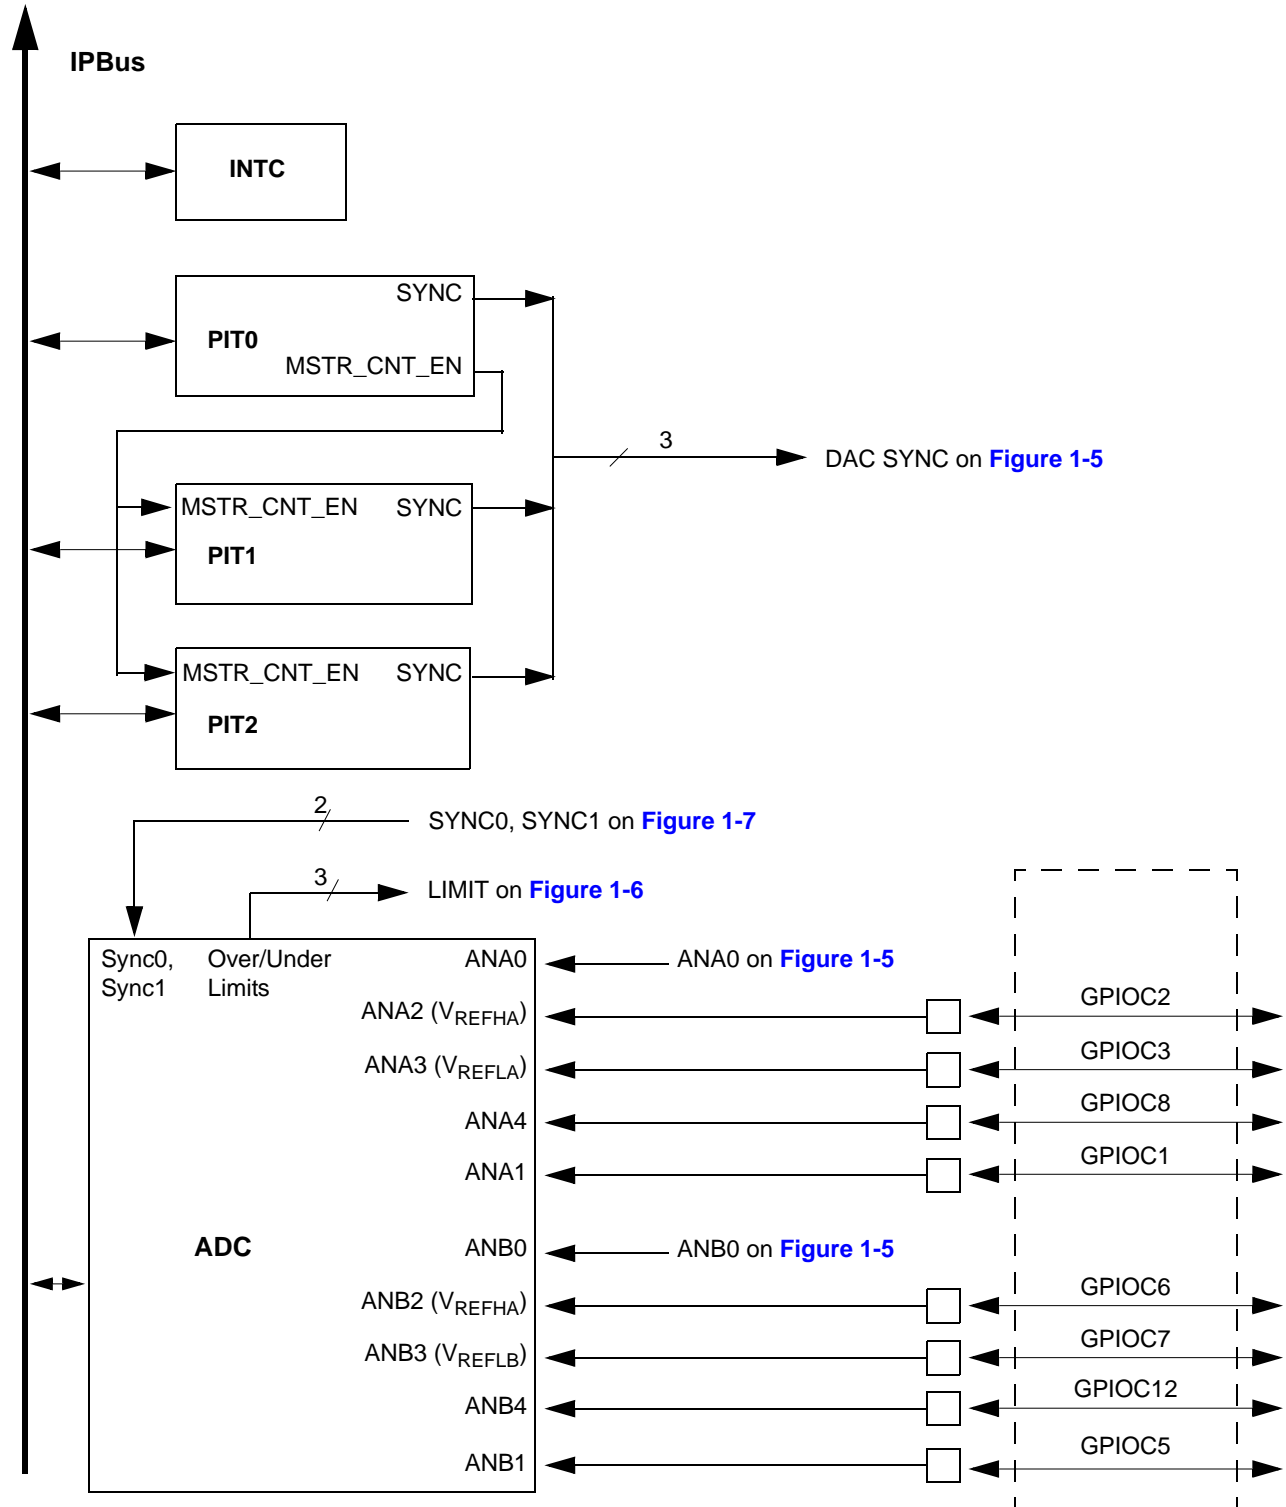 IPBus
INTC
SYNC
PIT0
MSTR_CNT_EN
3
DAC SYNC on Figure 1-5
MSTR_CNT_EN SYNC
PIT1
MSTR_CNT_EN SYNC
PIT2
2
SYNC0, SYNC1 on Figure 1-7
3
LIMIT on Figure 1-6
Sync0,
Sync1
Over/Under
Limits
ANA0
ANA0 on Figure 1-5
ANA2 (VREFHA)
GPIOC2
ANA3 (VREFLA)
GPIOC3
ANA4
GPIOC8
ANA1
GPIOC1
ADC
ANB0
ANB0 on Figure 1-5
ANB2 (VREFHA)
GPIOC6
ANB3 (VREFLB)
GPIOC7
ANB4
GPIOC12
ANB1
GPIOC5